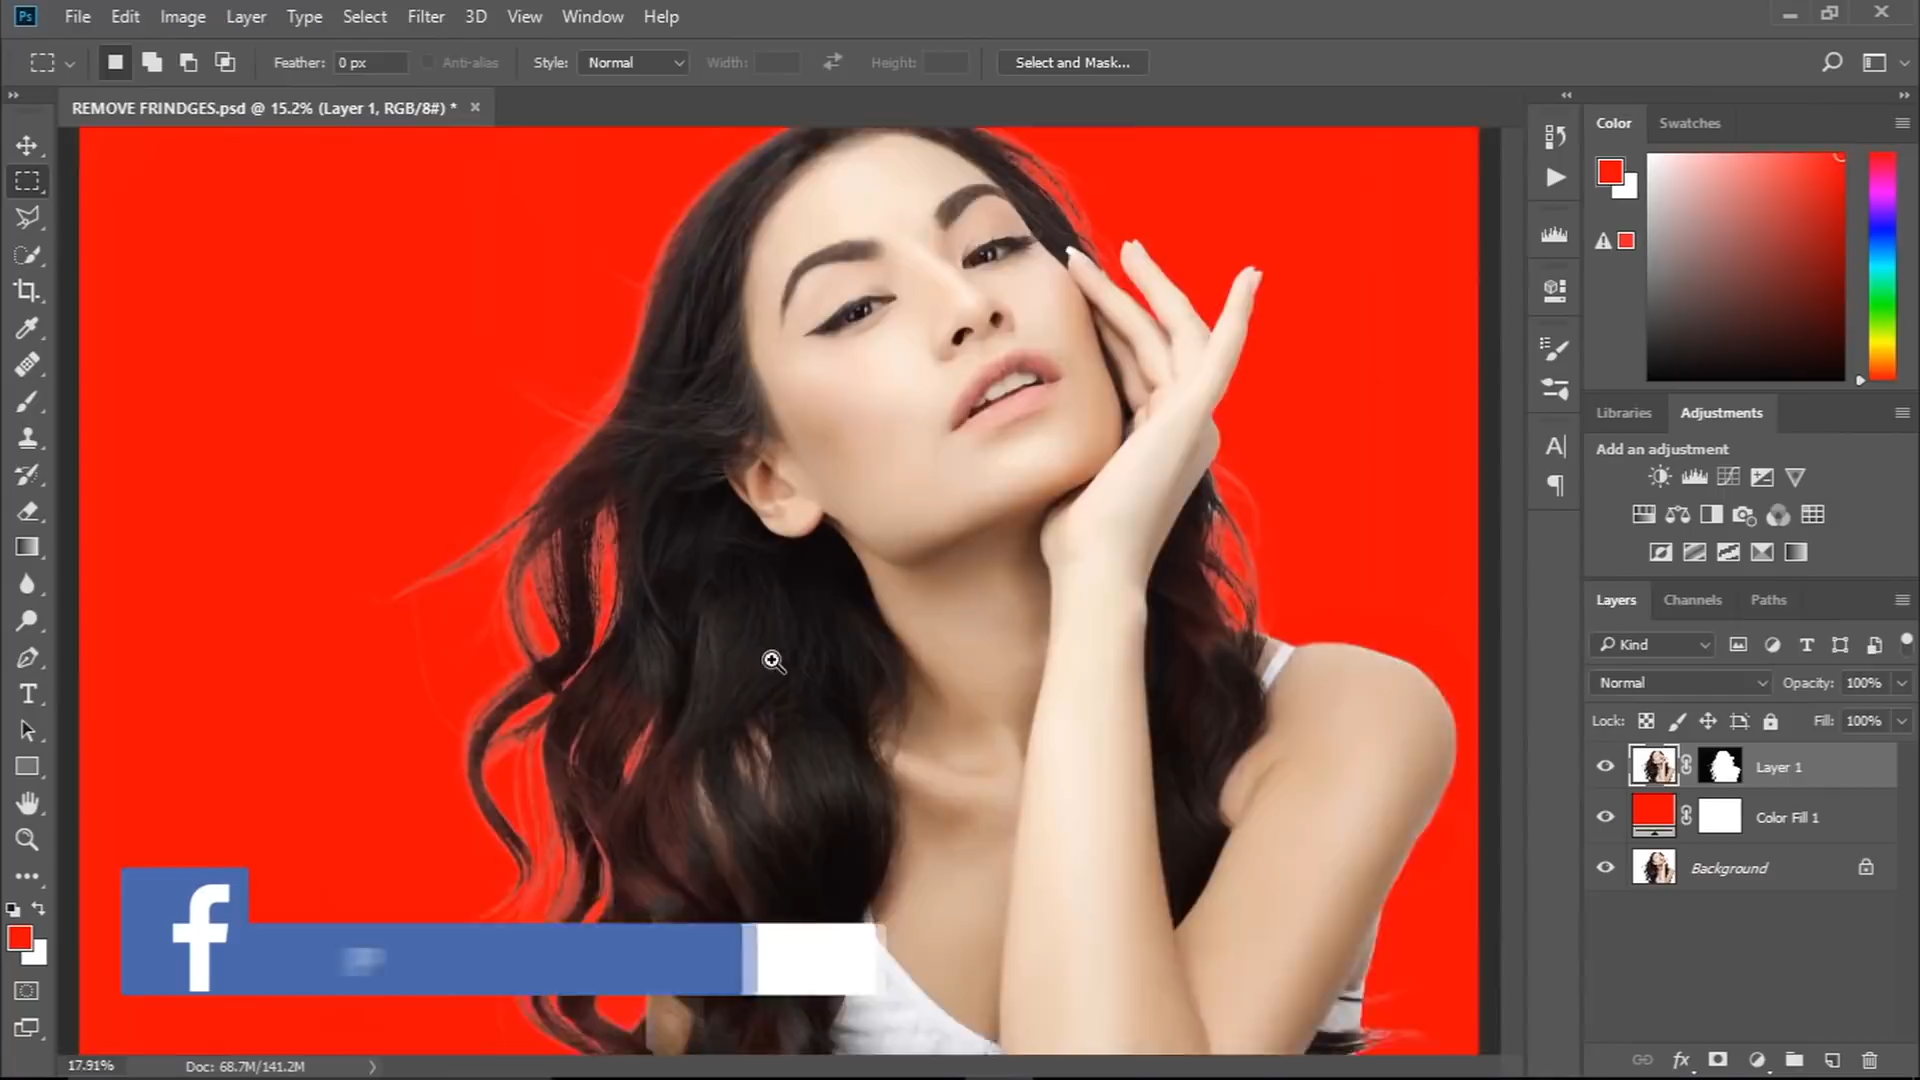 Ps File Edit Image Layer Type Select Filter 3D View Window Help
Feather: 0 px Anti-alias Style: Normal Width: Height: Select and Mask...
REMOVE FRINDGES.psd @ 15.2% (Layer 1, RGB/8#) *
Color Swatches
Libraries Adjustments
Add an adjustment
Layers Channels Paths
Kind
Normal Opacity: 100%
Lock: Fill: 100%
Layer 1
Color Fill 1
Background
f
17.91% Doc: 68.7M/141.2M